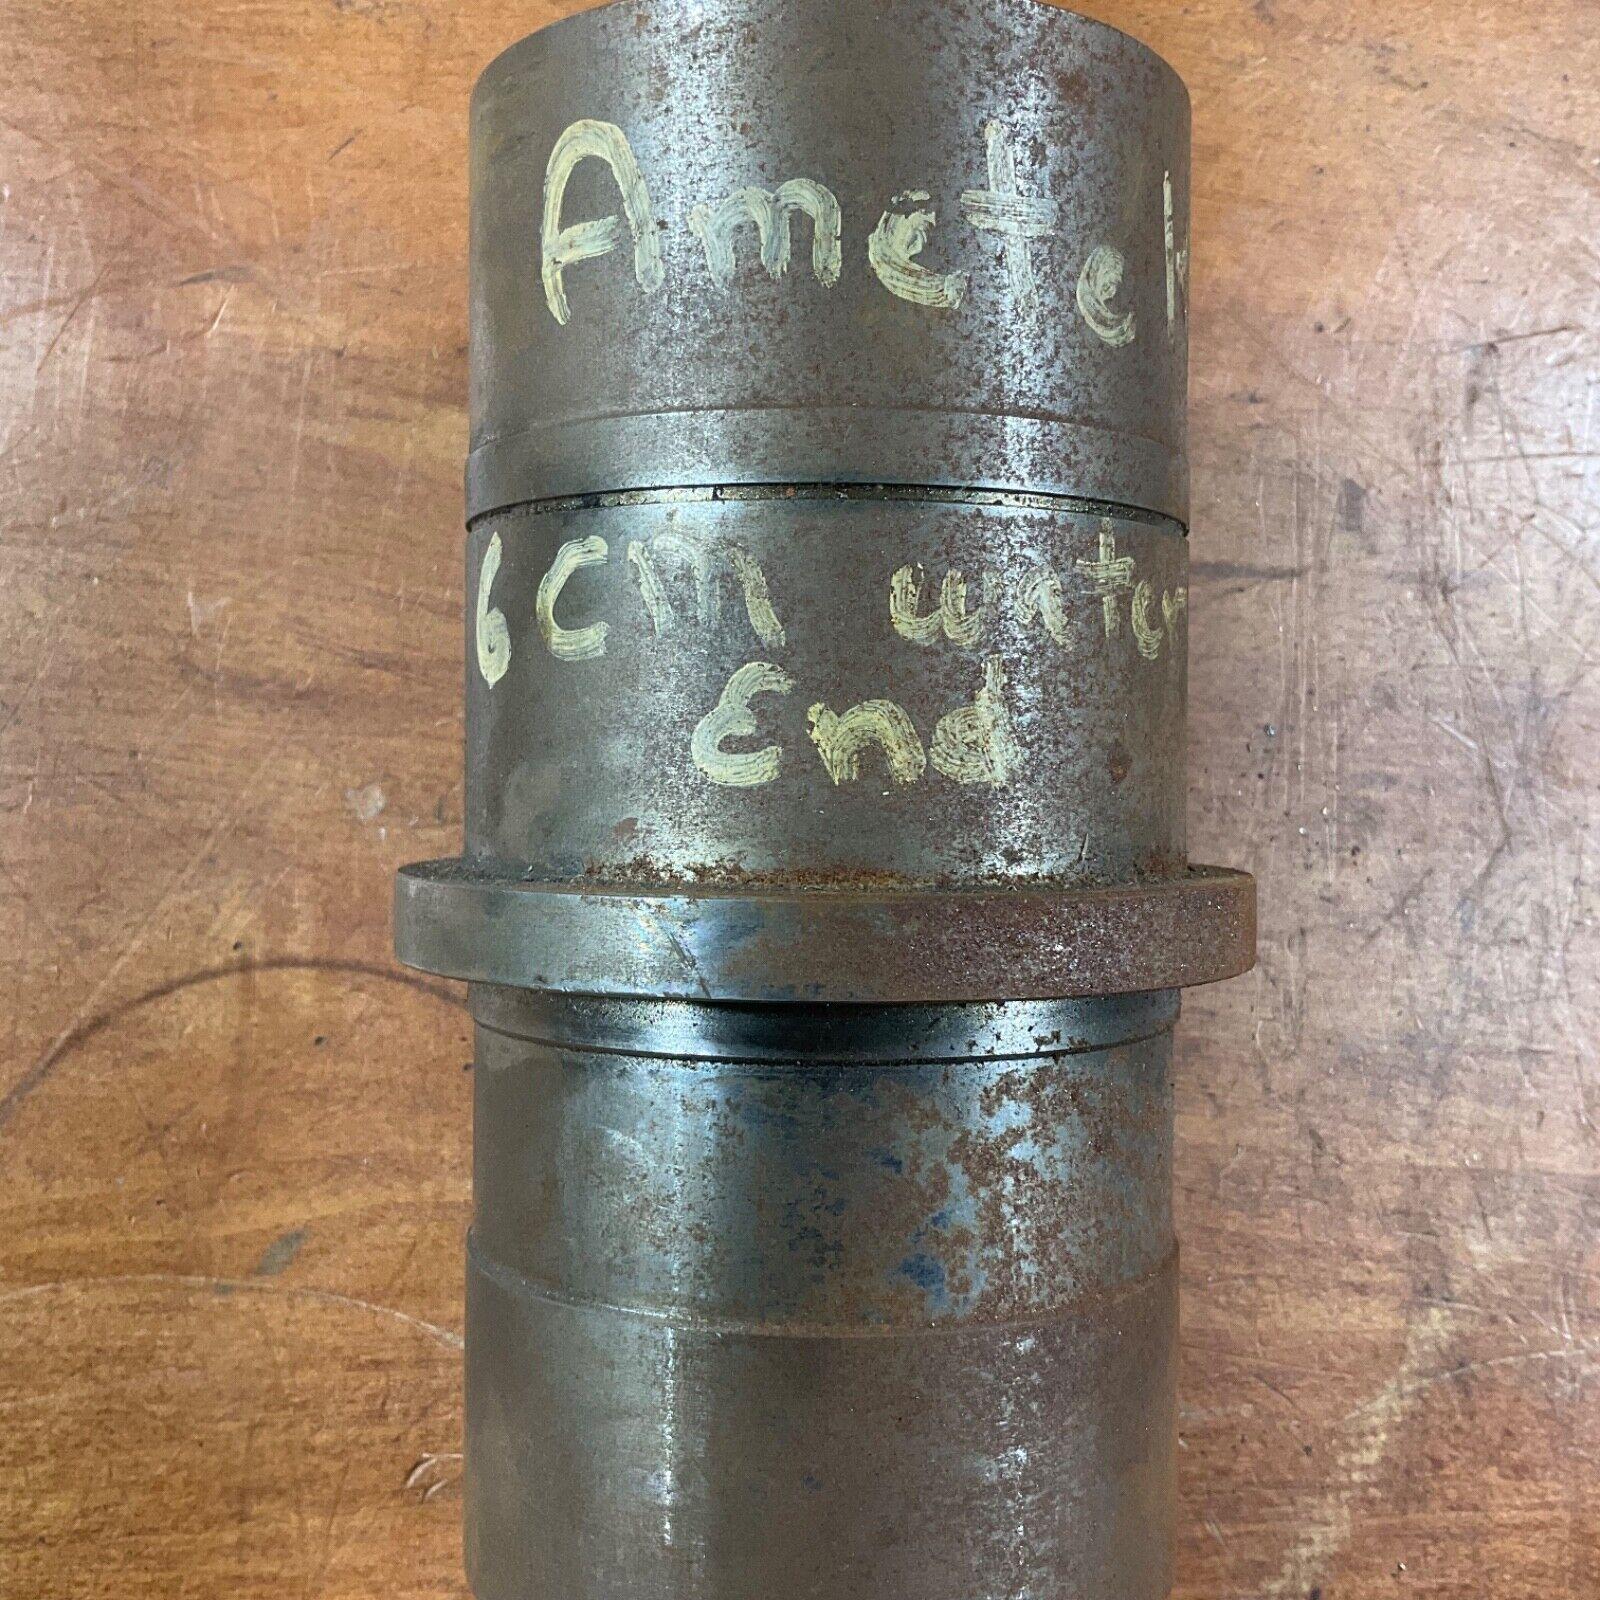 Ametek
6cm water
End